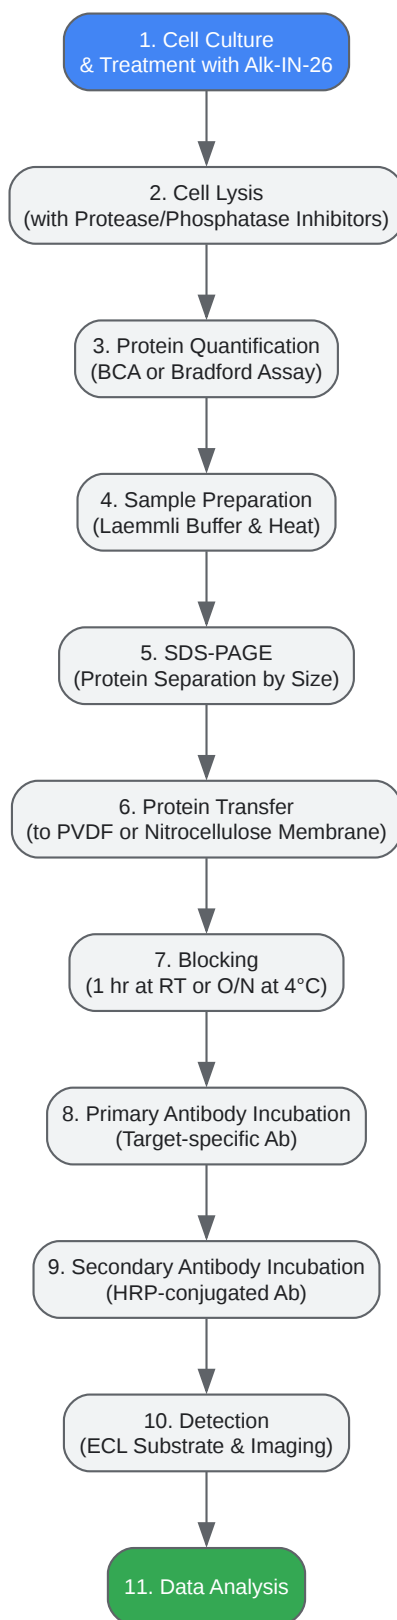 1. Cell Culture
& Treatment with Alk-IN-26
2. Cell Lysis
(with Protease/Phosphatase Inhibitors)
3. Protein Quantification
(BCA or Bradford Assay)
4. Sample Preparation
(Laemmli Buffer & Heat)
5. SDS-PAGE
(Protein Separation by Size)
6. Protein Transfer
(to PVDF or Nitrocellulose Membrane)
7. Blocking
(1 hr at RT or O/N at 4°C)
8. Primary Antibody Incubation
(Target-specific Ab)
9. Secondary Antibody Incubation
(HRP-conjugated Ab)
10. Detection
(ECL Substrate & Imaging)
11. Data Analysis